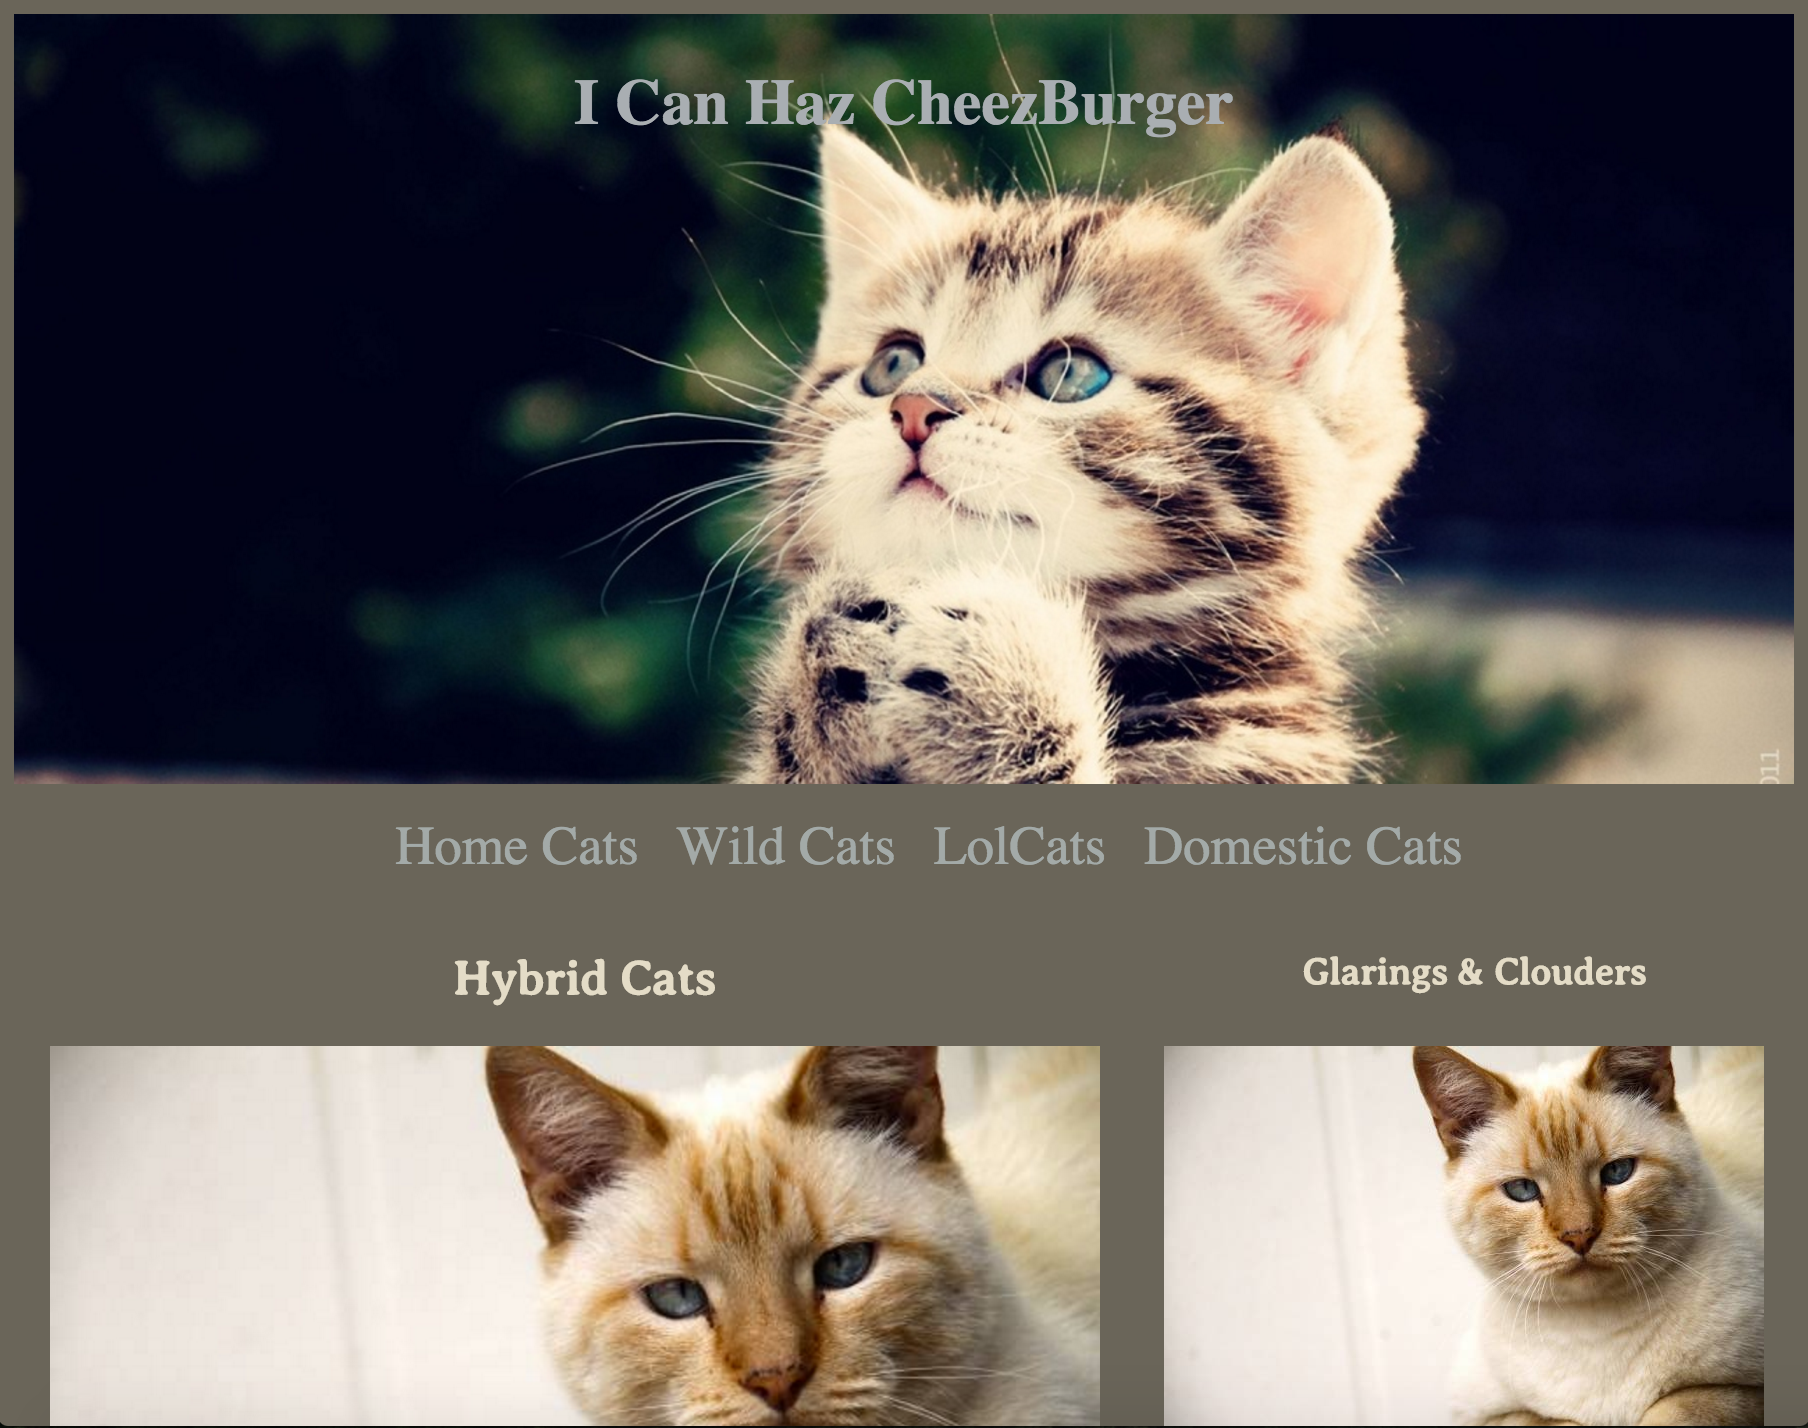 I Can Haz CheezBurger
Home Cats Wild Cats LolCats Domestic Cats
Hybrid Cats
Glarings & Clouders